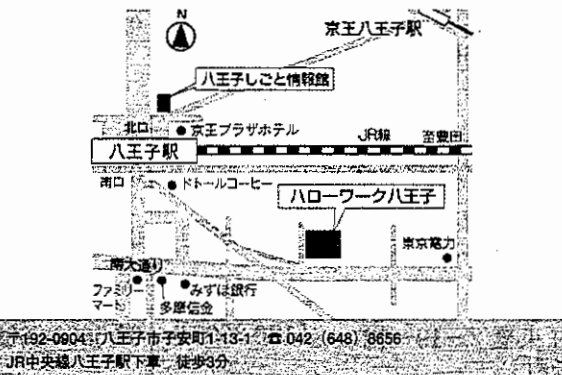 N
京王八王子駅
八王子しごと情報館
北口
京王プラザホテル
JR線
至豊田
八王子駅
南口
ドトールコーヒー
ハローワーク八王子
東京電力
南大通り
ファミリー
マート
みずほ銀行
多摩信金
〒192-0904 八王子市子安町1-13-1 ☎042（648）8656
JR中央線八王子駅下車 徒歩3分